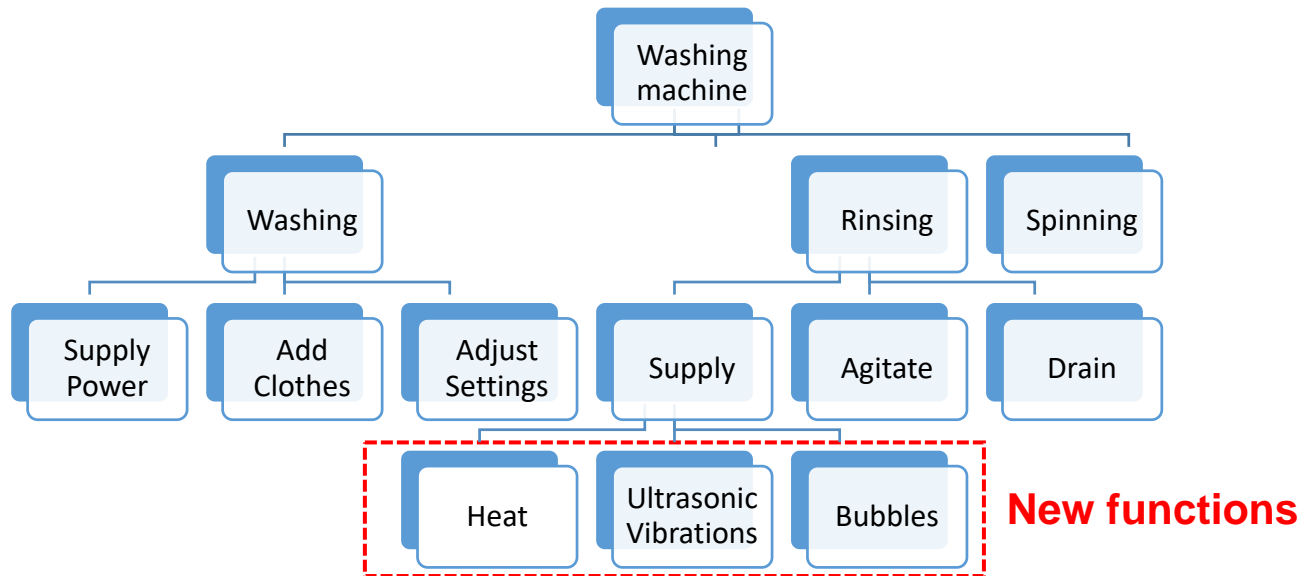 Washing
machine
Washing
Rinsing
Spinning
Supply
Power
Add
Clothes
Adjust
Settings
Supply
Agitate
Drain
Heat
Ultrasonic
Vibrations
Bubbles
New functions